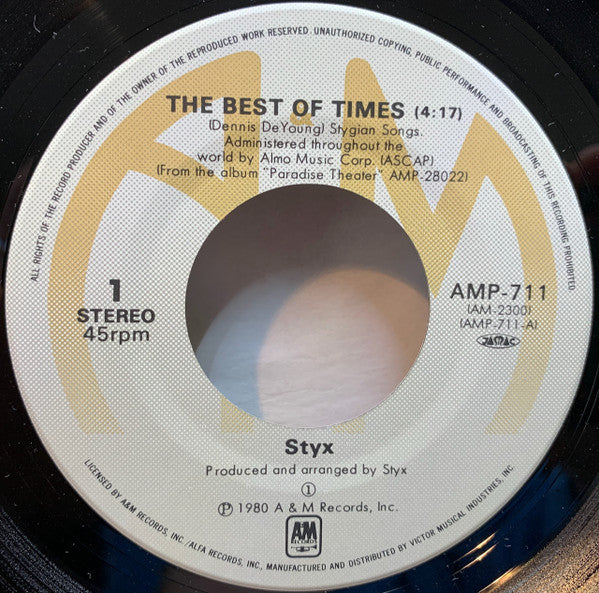 ALL RIGHTS OF THE RECORD PRODUCER AND OF THE OWNER OF THE REPRODUCED WORK RESERVED. UNAUTHORIZED COPYING, PUBLIC PERFORMANCE AND BROADCASTING OF THIS RECORDING PROHIBITED
THE BEST OF TIMES (4:17)
(Dennis DeYoung) Stygian Songs.
Administered throughout the
world by Almo Music Corp. (ASCAP)
(From the album "Paradise Theater" AMP-28022)
1
STEREO
45rpm
AMP-711
(AM-2300)
(AMP-711-A)
JASRAC
Styx
Produced and arranged by Styx
①
Ⓟ 1980 A & M Records, Inc.
A&M
RECORDS
LICENSED BY A&M RECORDS, INC./ALFA RECORDS, INC., MANUFACTURED AND DISTRIBUTED BY VICTOR MUSICAL INDUSTRIES, INC.